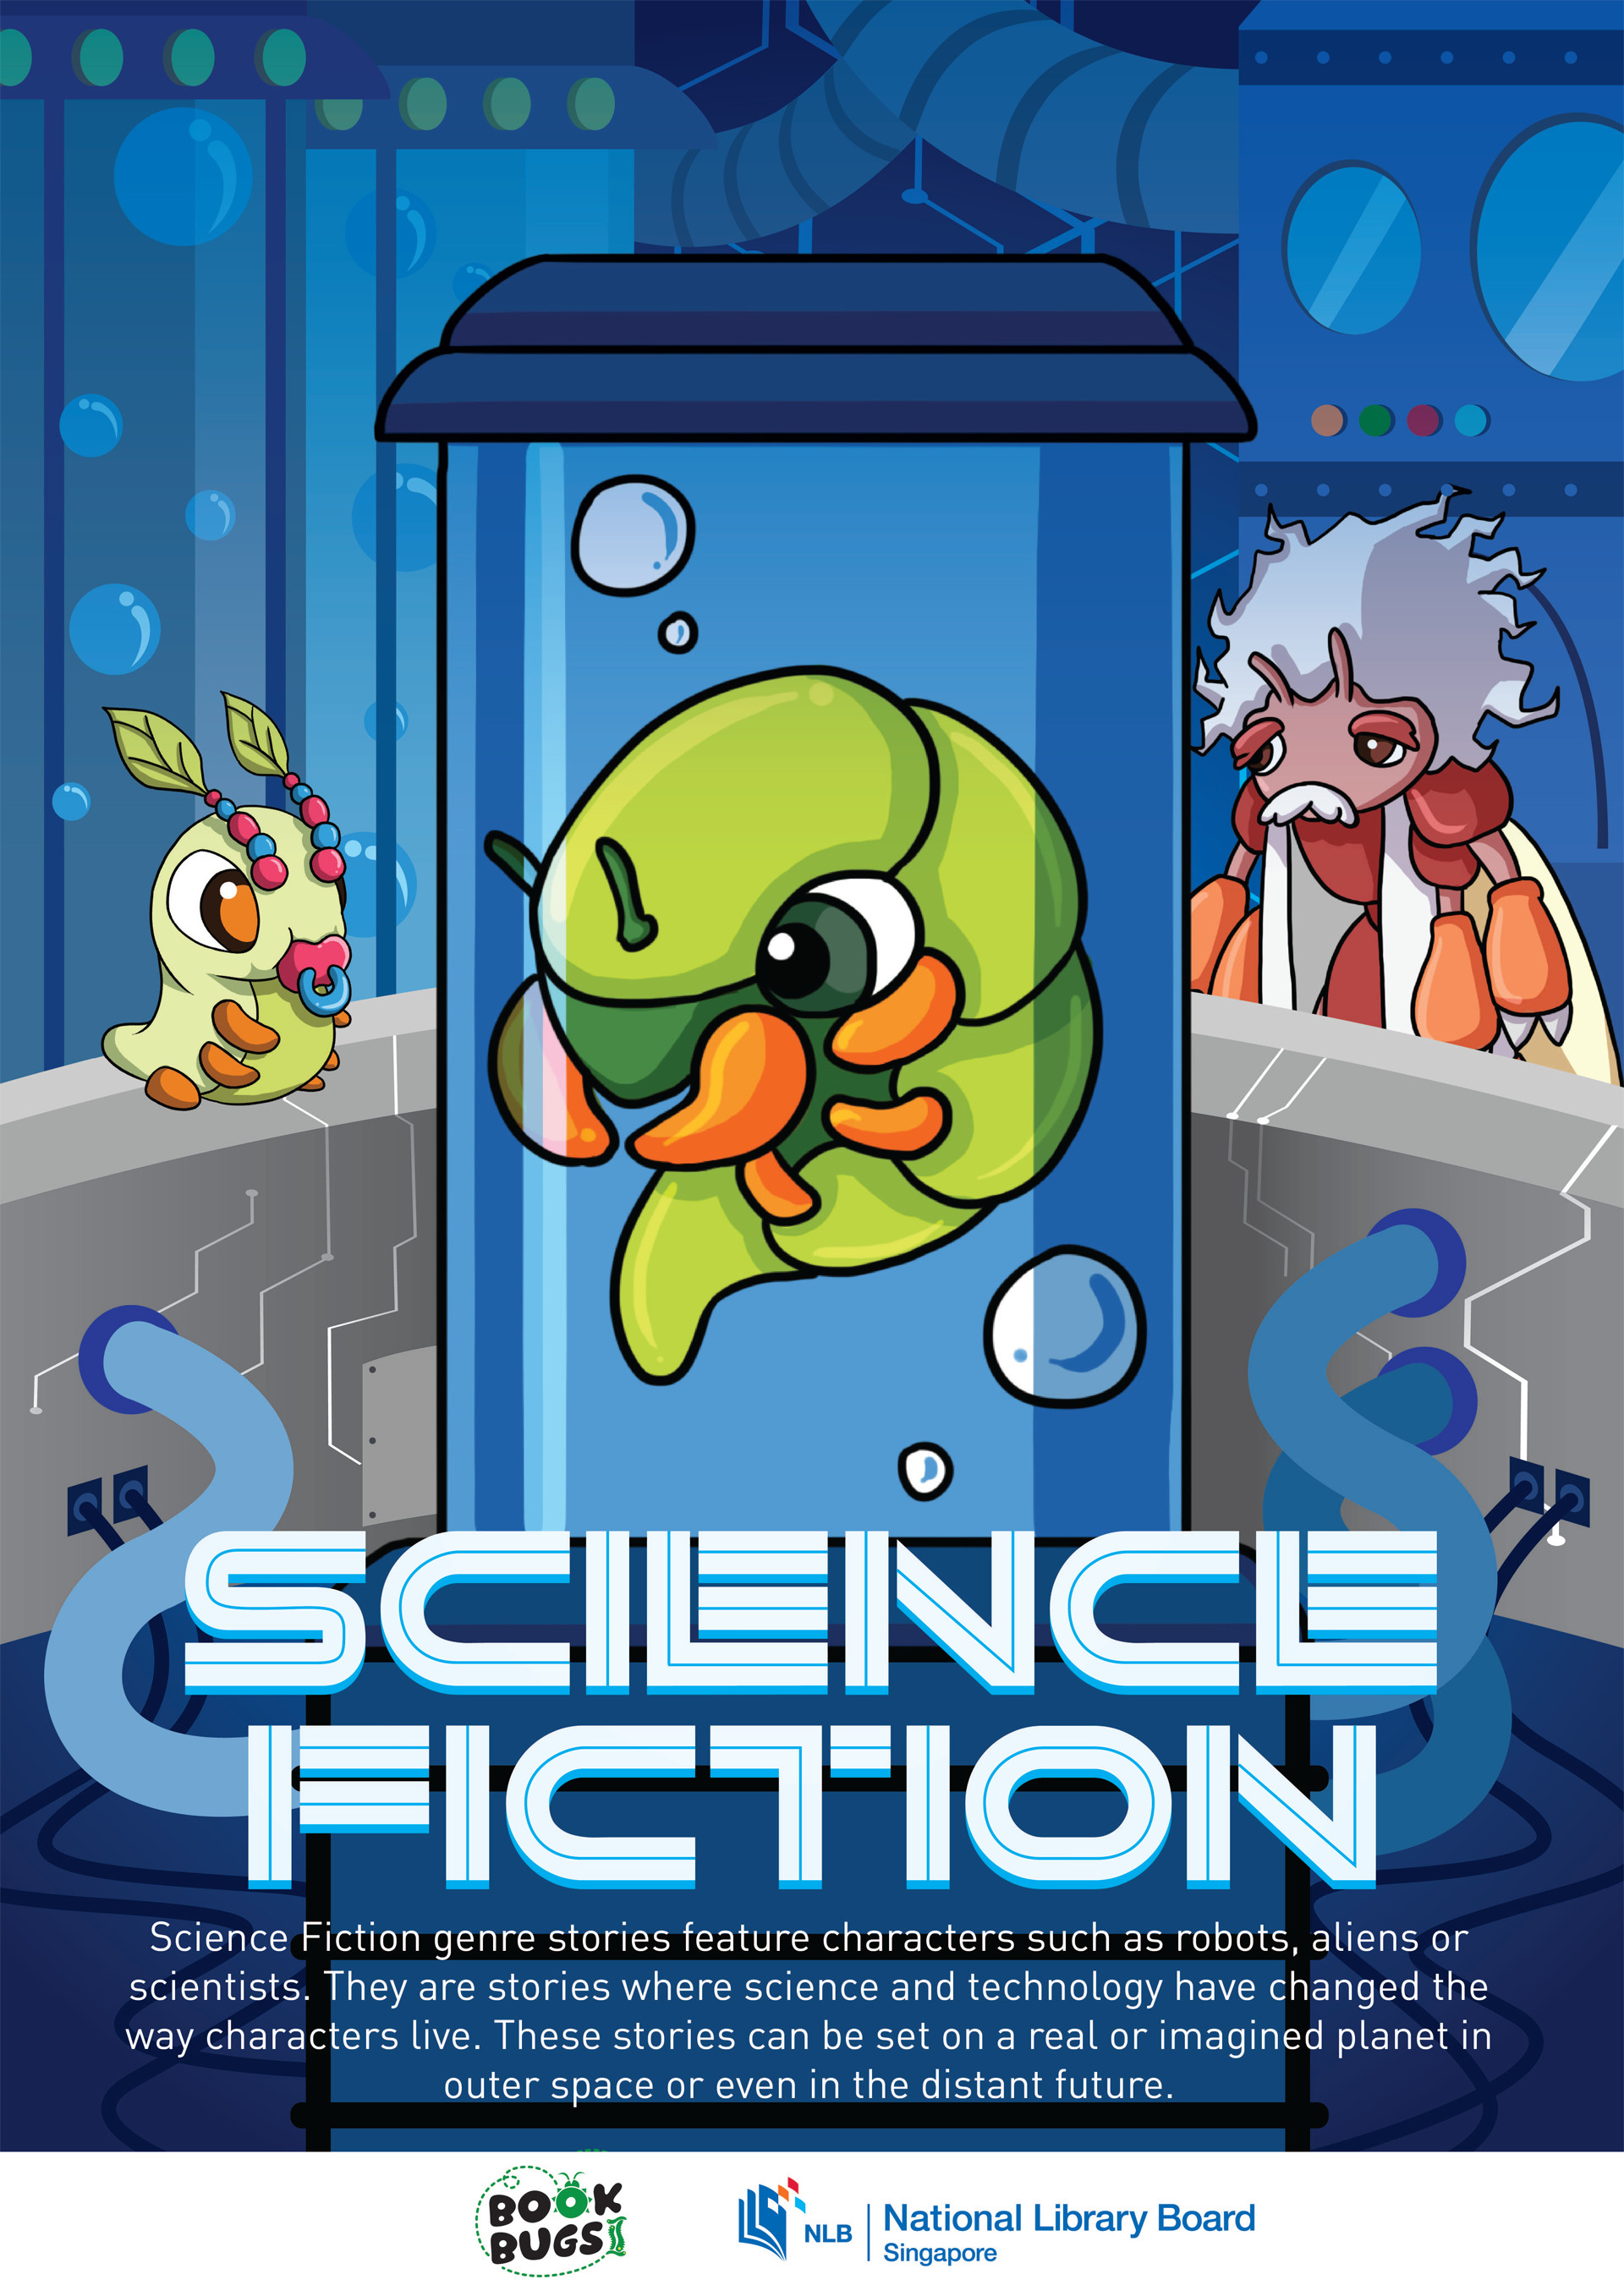 SCIENCE
FICTION
Science Fiction genre stories feature characters such as robots, aliens or
scientists. They are stories where science and technology have changed the
way characters live. These stories can be set on a real or imagined planet in
outer space or even in the distant future.
BOOK
BUGS
NLB
National Library Board
Singapore